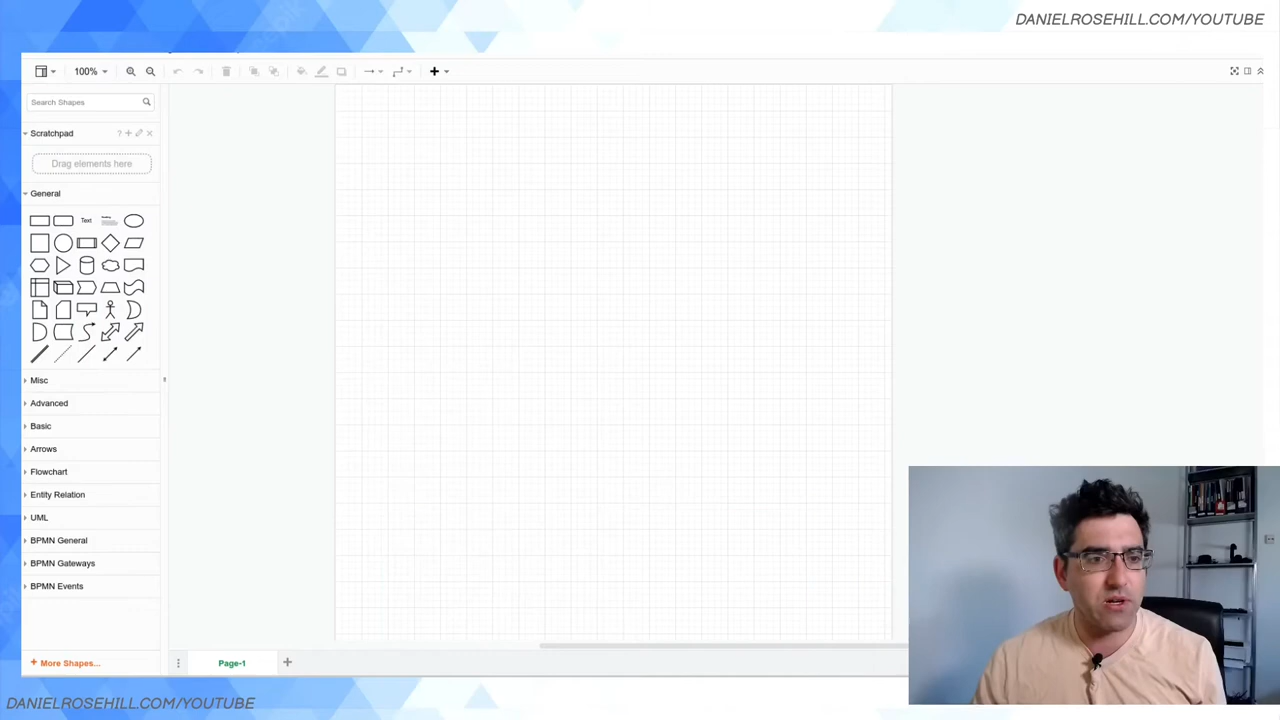 DANIELROSEHILL.COM/YOUTUBE
100%
Search Shapes
Scratchpad
?
Drag elements here
General
Text
Misc
Advanced
Basic
Arrows
Flowchart
Entity Relation
UML
BPMN General
BPMN Gateways
BPMN Events
+ More Shapes...
Page-1
DANIELROSEHILL.COM/YOUTUBE